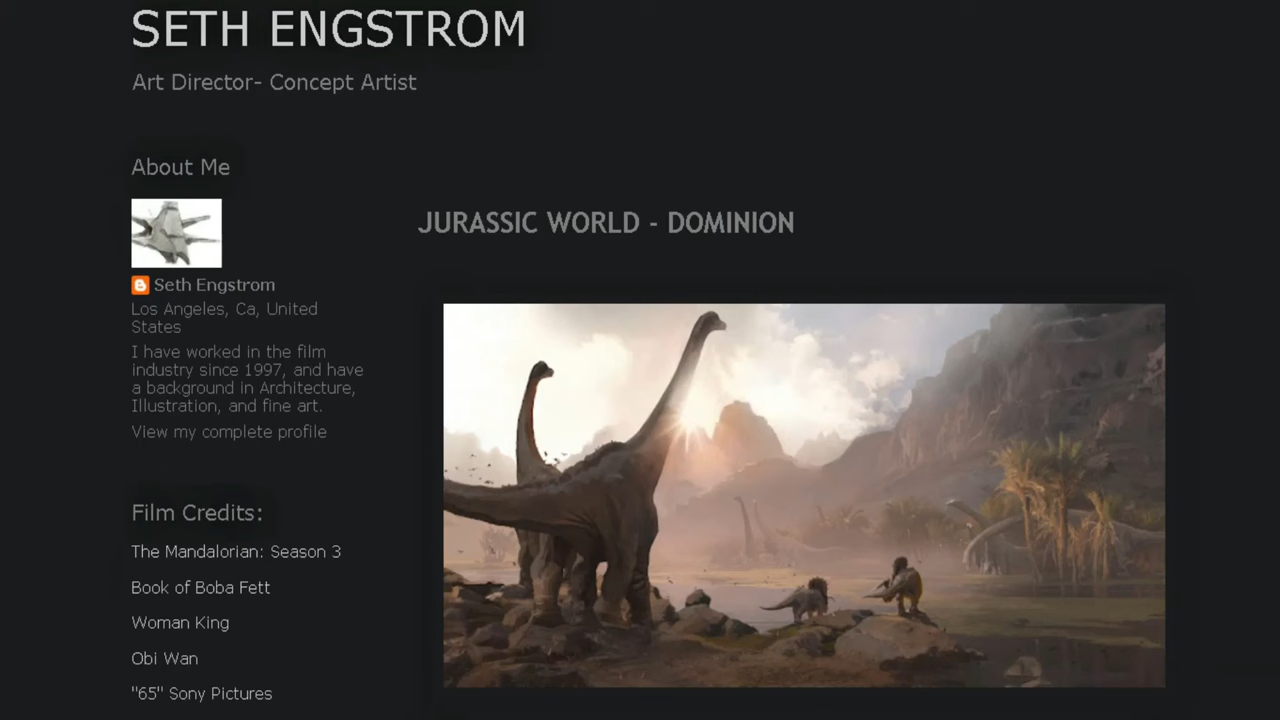 SETH ENGSTROM
Art Director- Concept Artist
About Me
Seth Engstrom
Los Angeles, Ca, United
States
I have worked in the film
industry since 1997, and have
a background in Architecture,
Illustration, and fine art.
View my complete profile
Film Credits:
The Mandalorian: Season 3
Book of Boba Fett
Woman King
Obi Wan
"65" Sony Pictures
JURASSIC WORLD - DOMINION